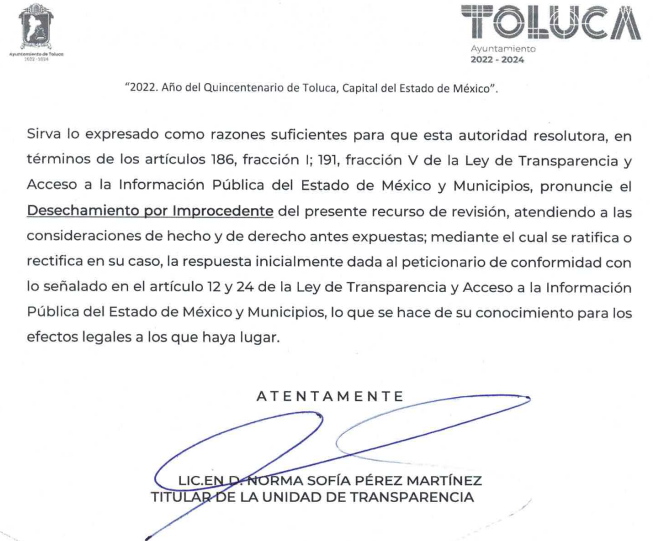 Ayuntamiento de Toluca
2022 - 2024
TOLUCA
Ayuntamiento
2022 - 2024
"2022. Año del Quincentenario de Toluca, Capital del Estado de México".
Sirva lo expresado como razones suficientes para que esta autoridad resolutora, en
términos de los artículos 186, fracción I; 191, fracción V de la Ley de Transparencia y
Acceso a la Información Pública del Estado de México y Municipios, pronuncie el
Desechamiento por Improcedente del presente recurso de revisión, atendiendo a las
consideraciones de hecho y de derecho antes expuestas; mediante el cual se ratifica o
rectifica en su caso, la respuesta inicialmente dada al peticionario de conformidad con
lo señalado en el artículo 12 y 24 de la Ley de Transparencia y Acceso a la Información
Pública del Estado de México y Municipios, lo que se hace de su conocimiento para los
efectos legales a los que haya lugar.
ATENTAMENTE
LIC.EN D. NORMA SOFÍA PÉREZ MARTÍNEZ
TITULAR DE LA UNIDAD DE TRANSPARENCIA